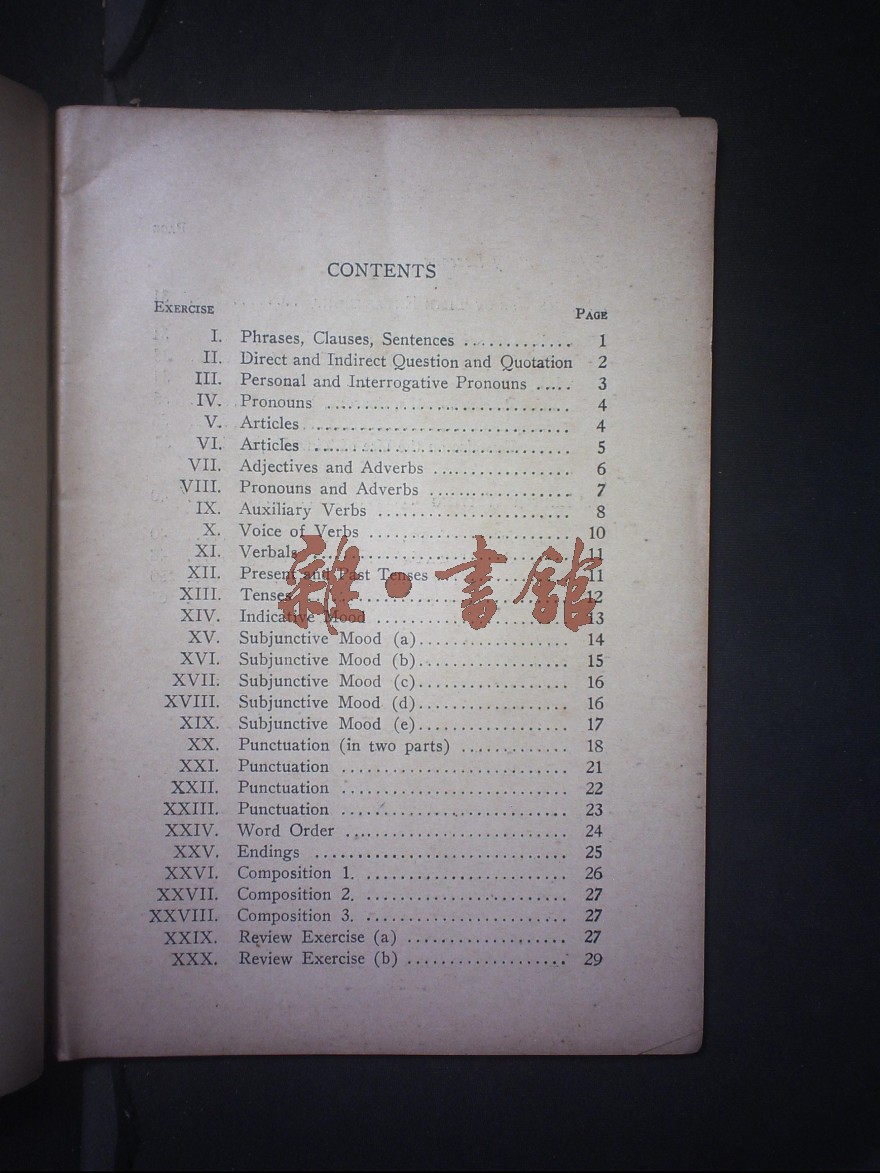 CONTENTS
EXERCISE PAGE
I. Phrases, Clauses, Sentences ............. 1
II. Direct and Indirect Question and Quotation 2
III. Personal and Interrogative Pronouns ..... 3
IV. Pronouns ........................... 4
V. Articles ............................ 4
VI. Articles ............................ 5
VII. Adjectives and Adverbs ............... 6
VIII. Pronouns and Adverbs ................ 7
IX. Auxiliary Verbs ..................... 8
X. Voice of Verbs ...................... 10
XI. Verbals ............................ 11
XII. Present and Past Tenses ............... 11
XIII. Tenses ............................. 12
XIV. Indicative Mood ..................... 13
雜·書館
XV. Subjunctive Mood (a)................. 14
XVI. Subjunctive Mood (b)................. 15
XVII. Subjunctive Mood (c)................. 16
XVIII. Subjunctive Mood (d)................. 16
XIX. Subjunctive Mood (e)................. 17
XX. Punctuation (in two parts) ............ 18
XXI. Punctuation ......................... 21
XXII. Punctuation ......................... 22
XXIII. Punctuation ......................... 23
XXIV. Word Order ........................ 24
XXV. Endings ............................ 25
XXVI. Composition 1. ...................... 26
XXVII. Composition 2. ...................... 27
XXVIII. Composition 3. ...................... 27
XXIX. Review Exercise (a) .................. 27
XXX. Review Exercise (b) .................. 29